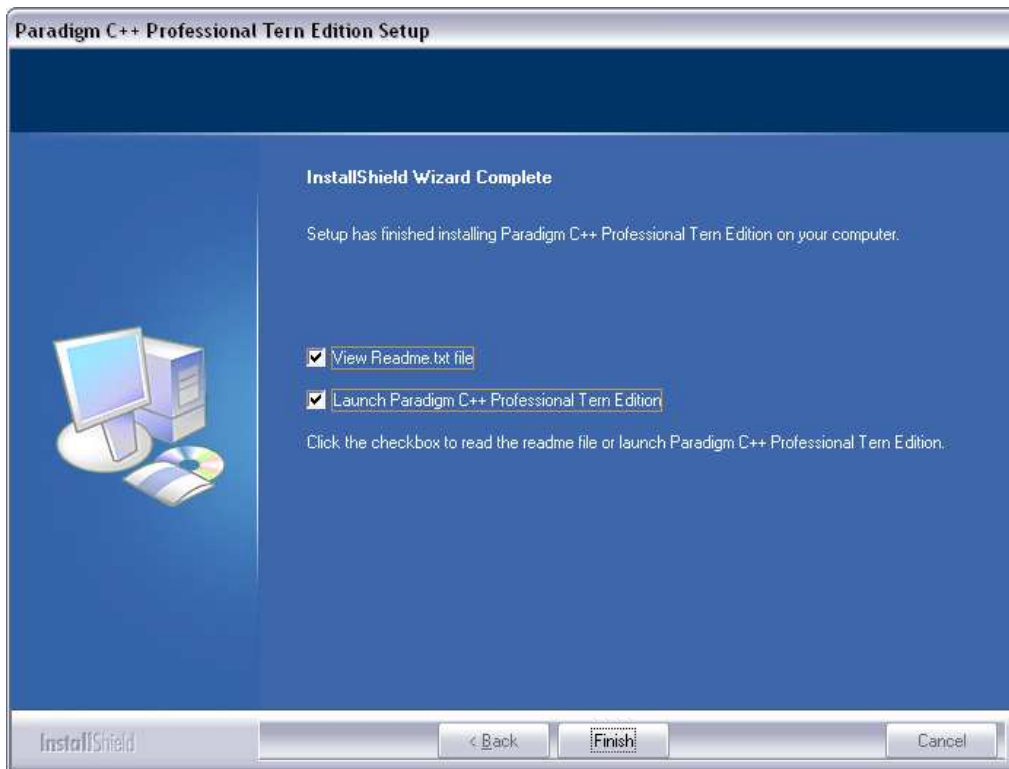 Paradigm C++ Professional Tern Edition Setup
InstallShield Wizard Complete
Setup has finished installing Paradigm C++ Professional Tern Edition on your computer.
View Readme.txt file
Launch Paradigm C++ Professional Tern Edition
Click the checkbox to read the readme file or launch Paradigm C++ Professional Tern Edition.
InstallShield
< Back
Finish
Cancel